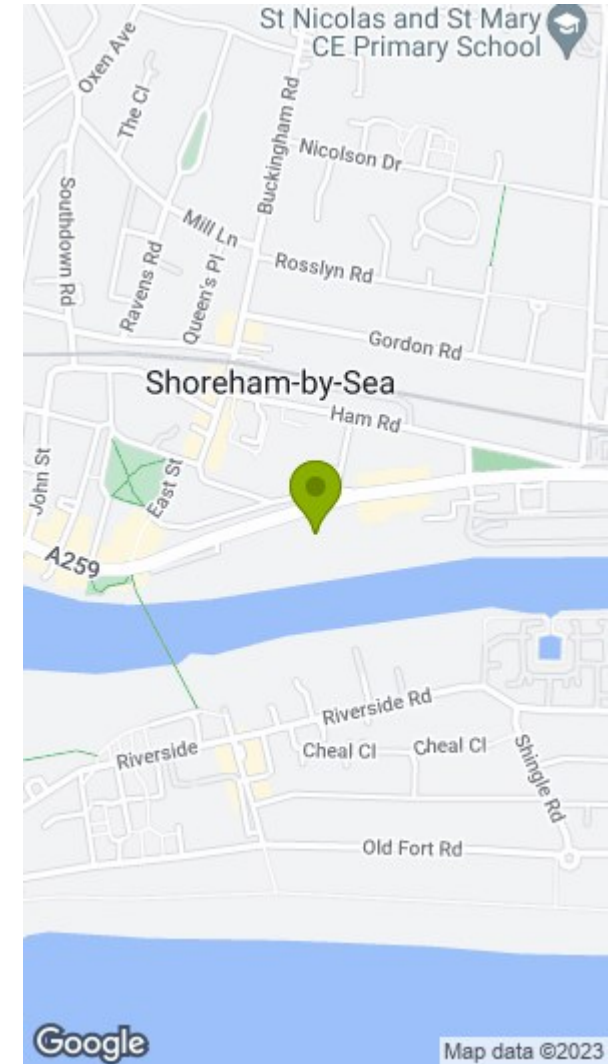 St Nicolas and St Mary
CE Primary School
Oxen Ave
The Cl
Buckingham Rd
Nicolson Dr
Southdown Rd
Mill Ln
Ravens Rd
Queen's Pl
Rosslyn Rd
Gordon Rd
Shoreham-by-Sea
Ham Rd
John St
East St
A259
Riverside Rd
Riverside
Cheal Cl
Cheal Cl
Shingle Rd
Old Fort Rd
Google
Map data ©2023